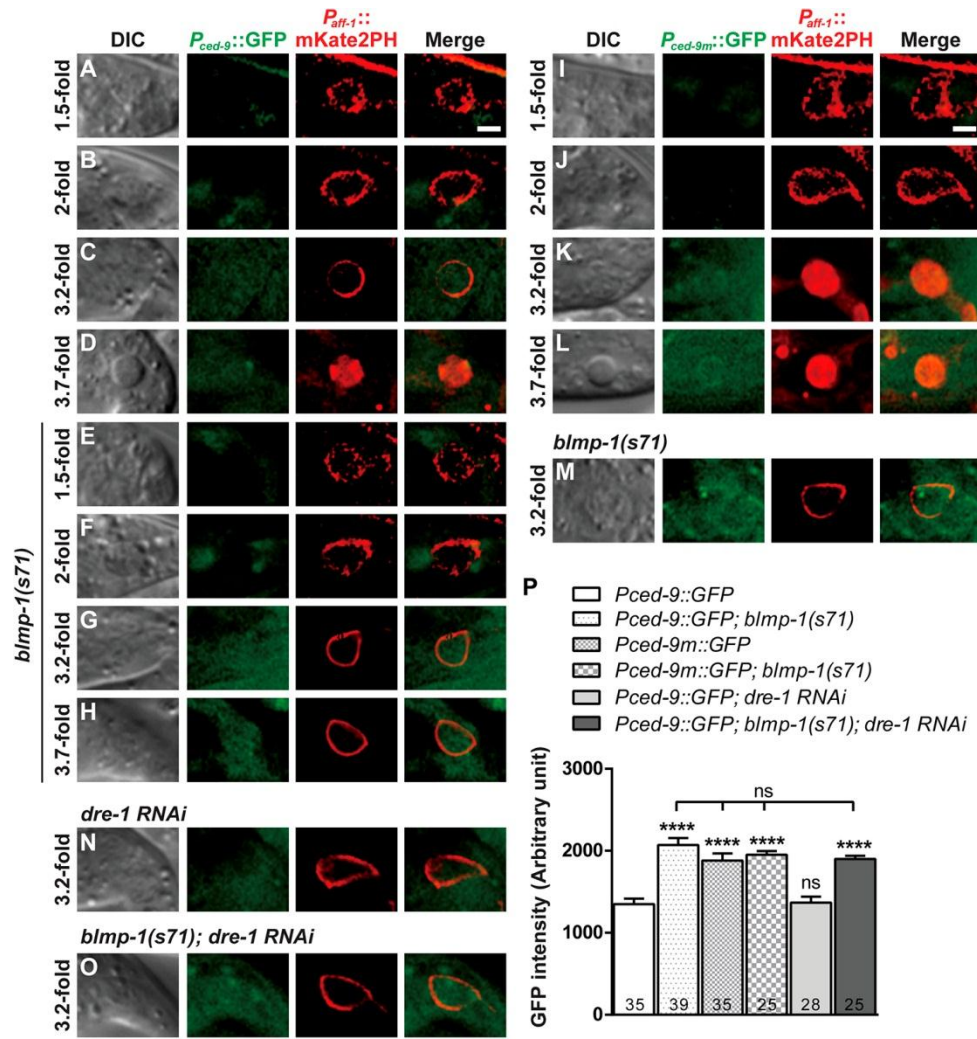 DIC
Pced-9::GFP
Paff-1::
mKate2PH
Merge
A
1.5-fold
B
2-fold
C
3.2-fold
D
3.7-fold
blmp-1(s71)
E
1.5-fold
F
2-fold
G
3.2-fold
H
3.7-fold
dre-1 RNAi
N
3.2-fold
blmp-1(s71); dre-1 RNAi
O
3.2-fold
DIC
Pced-9m::GFP
Paff-1::
mKate2PH
Merge
I
1.5-fold
J
2-fold
K
3.2-fold
L
3.7-fold
blmp-1(s71)
M
3.2-fold
P
Pced-9::GFP
Pced-9::GFP; blmp-1(s71)
Pced-9m::GFP
Pced-9m::GFP; blmp-1(s71)
Pced-9::GFP; dre-1 RNAi
Pced-9::GFP; blmp-1(s71); dre-1 RNAi
GFP intensity (Arbitrary unit)
3000
2000
1000
0
ns
**** **** **** ns ****
35 39 35 25 28 25